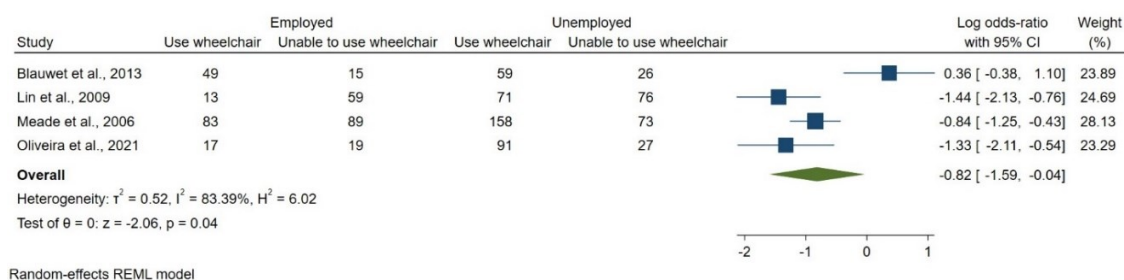 Employed Unemployed Log odds-ratio Weight
Study Use wheelchair Unable to use wheelchair Use wheelchair Unable to use wheelchair with 95% CI (%)
Blauwet et al., 2013 49 15 59 26 0.36 [ -0.38, 1.10] 23.89
Lin et al., 2009 13 59 71 76 -1.44 [ -2.13, -0.76] 24.69
Meade et al., 2006 83 89 158 73 -0.84 [ -1.25, -0.43] 28.13
Oliveira et al., 2021 17 19 91 27 -1.33 [ -2.11, -0.54] 23.29
Overall -0.82 [ -1.59, -0.04]
Heterogeneity: τ² = 0.52, I² = 83.39%, H² = 6.02
Test of θ = 0: z = -2.06, p = 0.04
-2 -1 0 1
Random-effects REML model